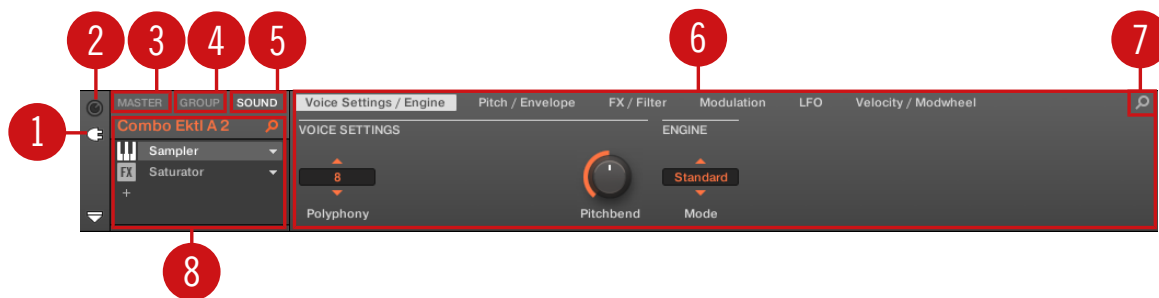 2 3 4 5 6 7
MASTER GROUP SOUND Voice Settings / Engine Pitch / Envelope FX / Filter Modulation LFO Velocity / Modwheel
1 Combo Ektl A 2 VOICE SETTINGS ENGINE
Sampler
FX Saturator 8 Standard
+
Polyphony Pitchbend Mode
8